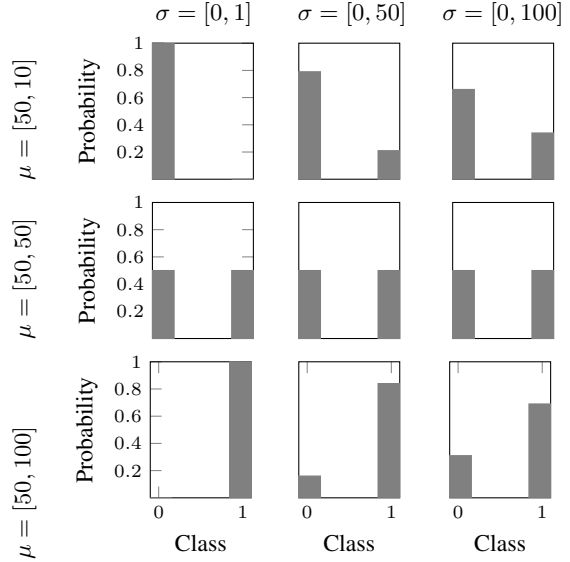 σ = [0, 1] σ = [0, 50] σ = [0, 100]
μ = [50, 10]
Probability
1
0.8
0.6
0.4
0.2
μ = [50, 50]
Probability
1
0.8
0.6
0.4
0.2
μ = [50, 100]
Probability
1
0.8
0.6
0.4
0.2
0 1 0 1 0 1
Class Class Class